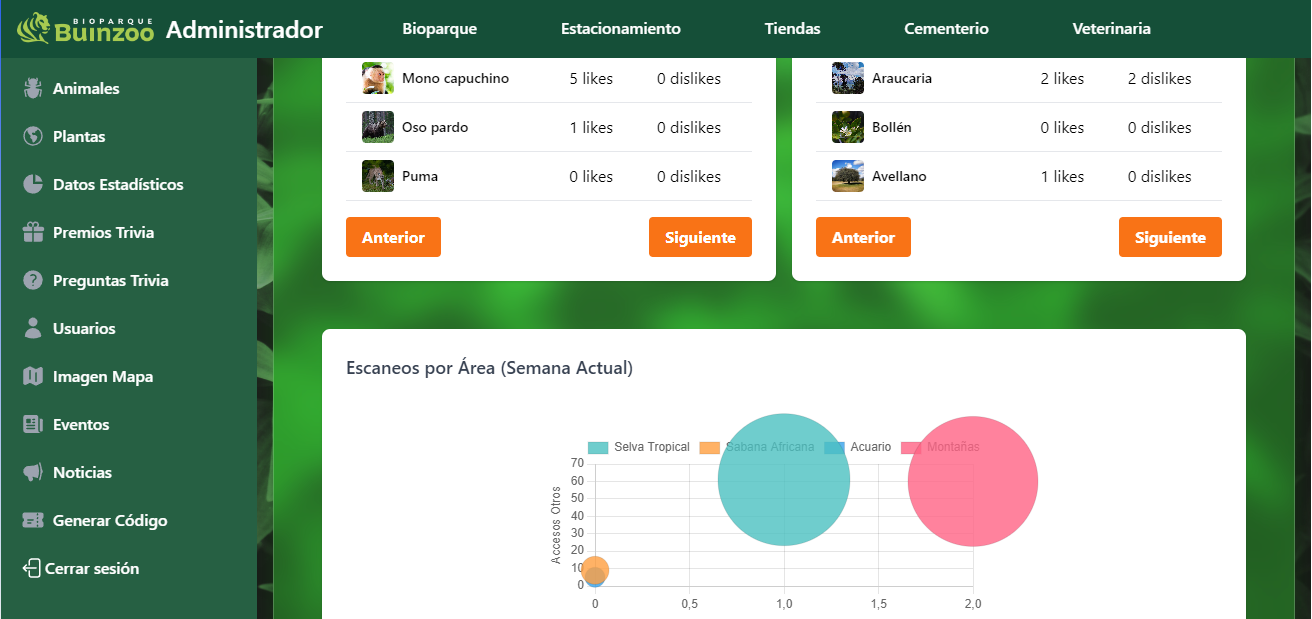 BIOPARQUE
Buinzoo
Administrador
Bioparque
Estacionamiento
Tiendas
Cementerio
Veterinaria
Animales
Plantas
Datos Estadísticos
Premios Trivia
Preguntas Trivia
Usuarios
Imagen Mapa
Eventos
Noticias
Generar Código
Cerrar sesión
Mono capuchino 5 likes 0 dislikes
Oso pardo 1 likes 0 dislikes
Puma 0 likes 0 dislikes
Anterior Siguiente
Araucaria 2 likes 2 dislikes
Bollén 0 likes 0 dislikes
Avellano 1 likes 0 dislikes
Anterior Siguiente
Escaneos por Área (Semana Actual)
Selva Tropical Sabana Africana Acuario Montañas
Accesos Otros
70
60
50
40
30
20
10
0
0 0,5 1,0 1,5 2,0